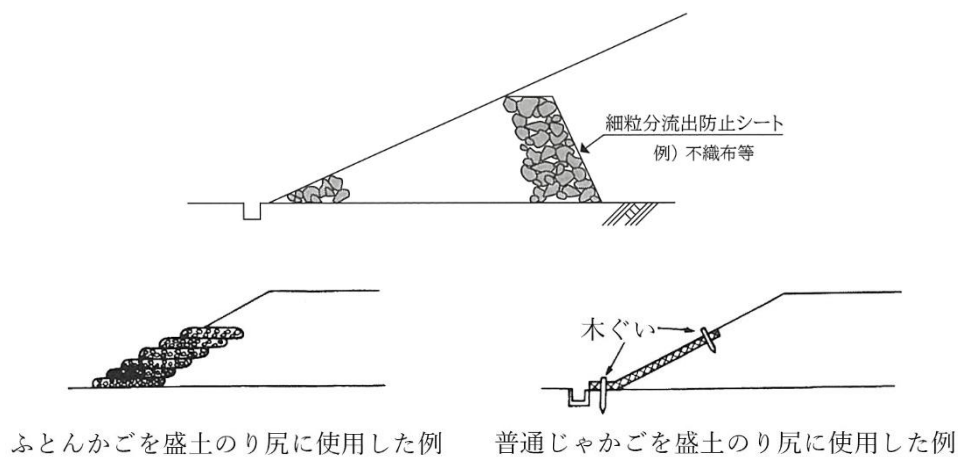 細粒分流出防止シート
例）不織布等
木ぐい
ふとんかごを盛土のり尻に使用した例
普通じゃかごを盛土のり尻に使用した例